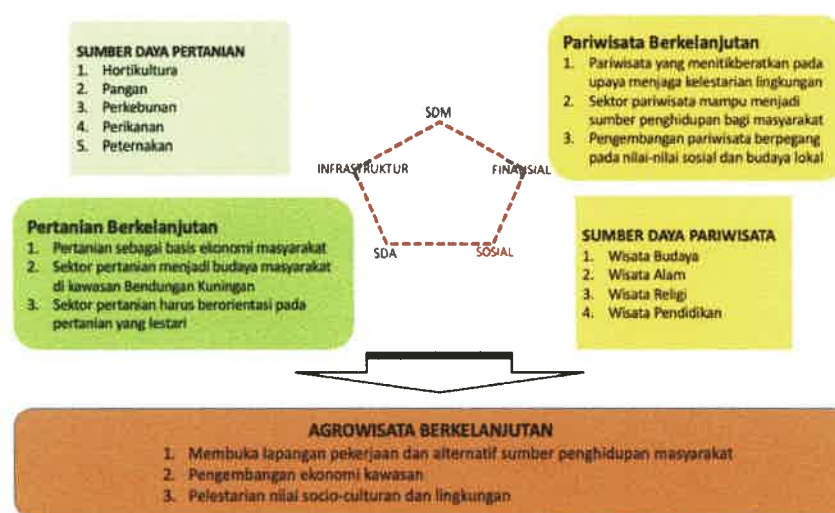 SUMBER DAYA PERTANIAN
1. Hortikultura
2. Pangan
3. Perkebunan
4. Perikanan
5. Peternakan
Pariwisata Berkelanjutan
1. Pariwisata yang menitikberatkan pada
upaya menjaga kelestarian lingkungan
2. Sektor pariwisata mampu menjadi
sumber penghidupan bagi masyarakat
3. Pengembangan pariwisata berpegang
pada nilai-nilai sosial dan budaya lokal
SDM
INFRASTRUKTUR
FINANSIAL
SDA
SOSIAL
Pertanian Berkelanjutan
1. Pertanian sebagai basis ekonomi masyarakat
2. Sektor pertanian menjadi budaya masyarakat
di kawasan Bendungan Kuningan
3. Sektor pertanian harus berorientasi pada
pertanian yang lestari
SUMBER DAYA PARIWISATA
1. Wisata Budaya
2. Wisata Alam
3. Wisata Religi
4. Wisata Pendidikan
AGROWISATA BERKELANJUTAN
1. Membuka lapangan pekerjaan dan alternatif sumber penghidupan masyarakat
2. Pengembangan ekonomi kawasan
3. Pelestarian nilai socio-culturan dan lingkungan